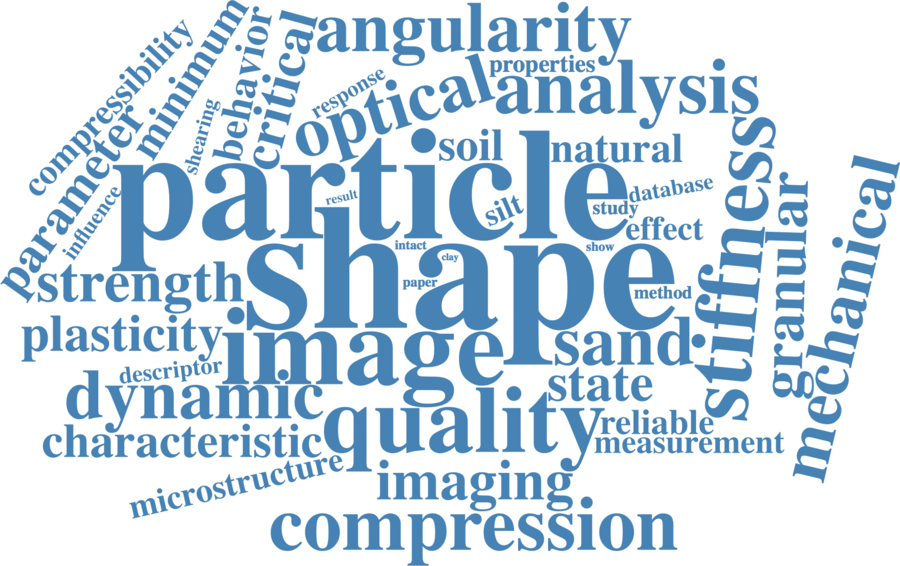 angularity
properties
analysis
compressibility
minimum
behavior
critical
response
optical
shearing
parameter
influence
soil
natural
particle
result
silt
study
database
effect
stiffness
granular
mechanical
intact
clay
show
shape
paper
method
strength
plasticity
image
sand
descriptor
dynamic
state
quality
reliable
characteristic
measurement
microstructure
imaging
compression